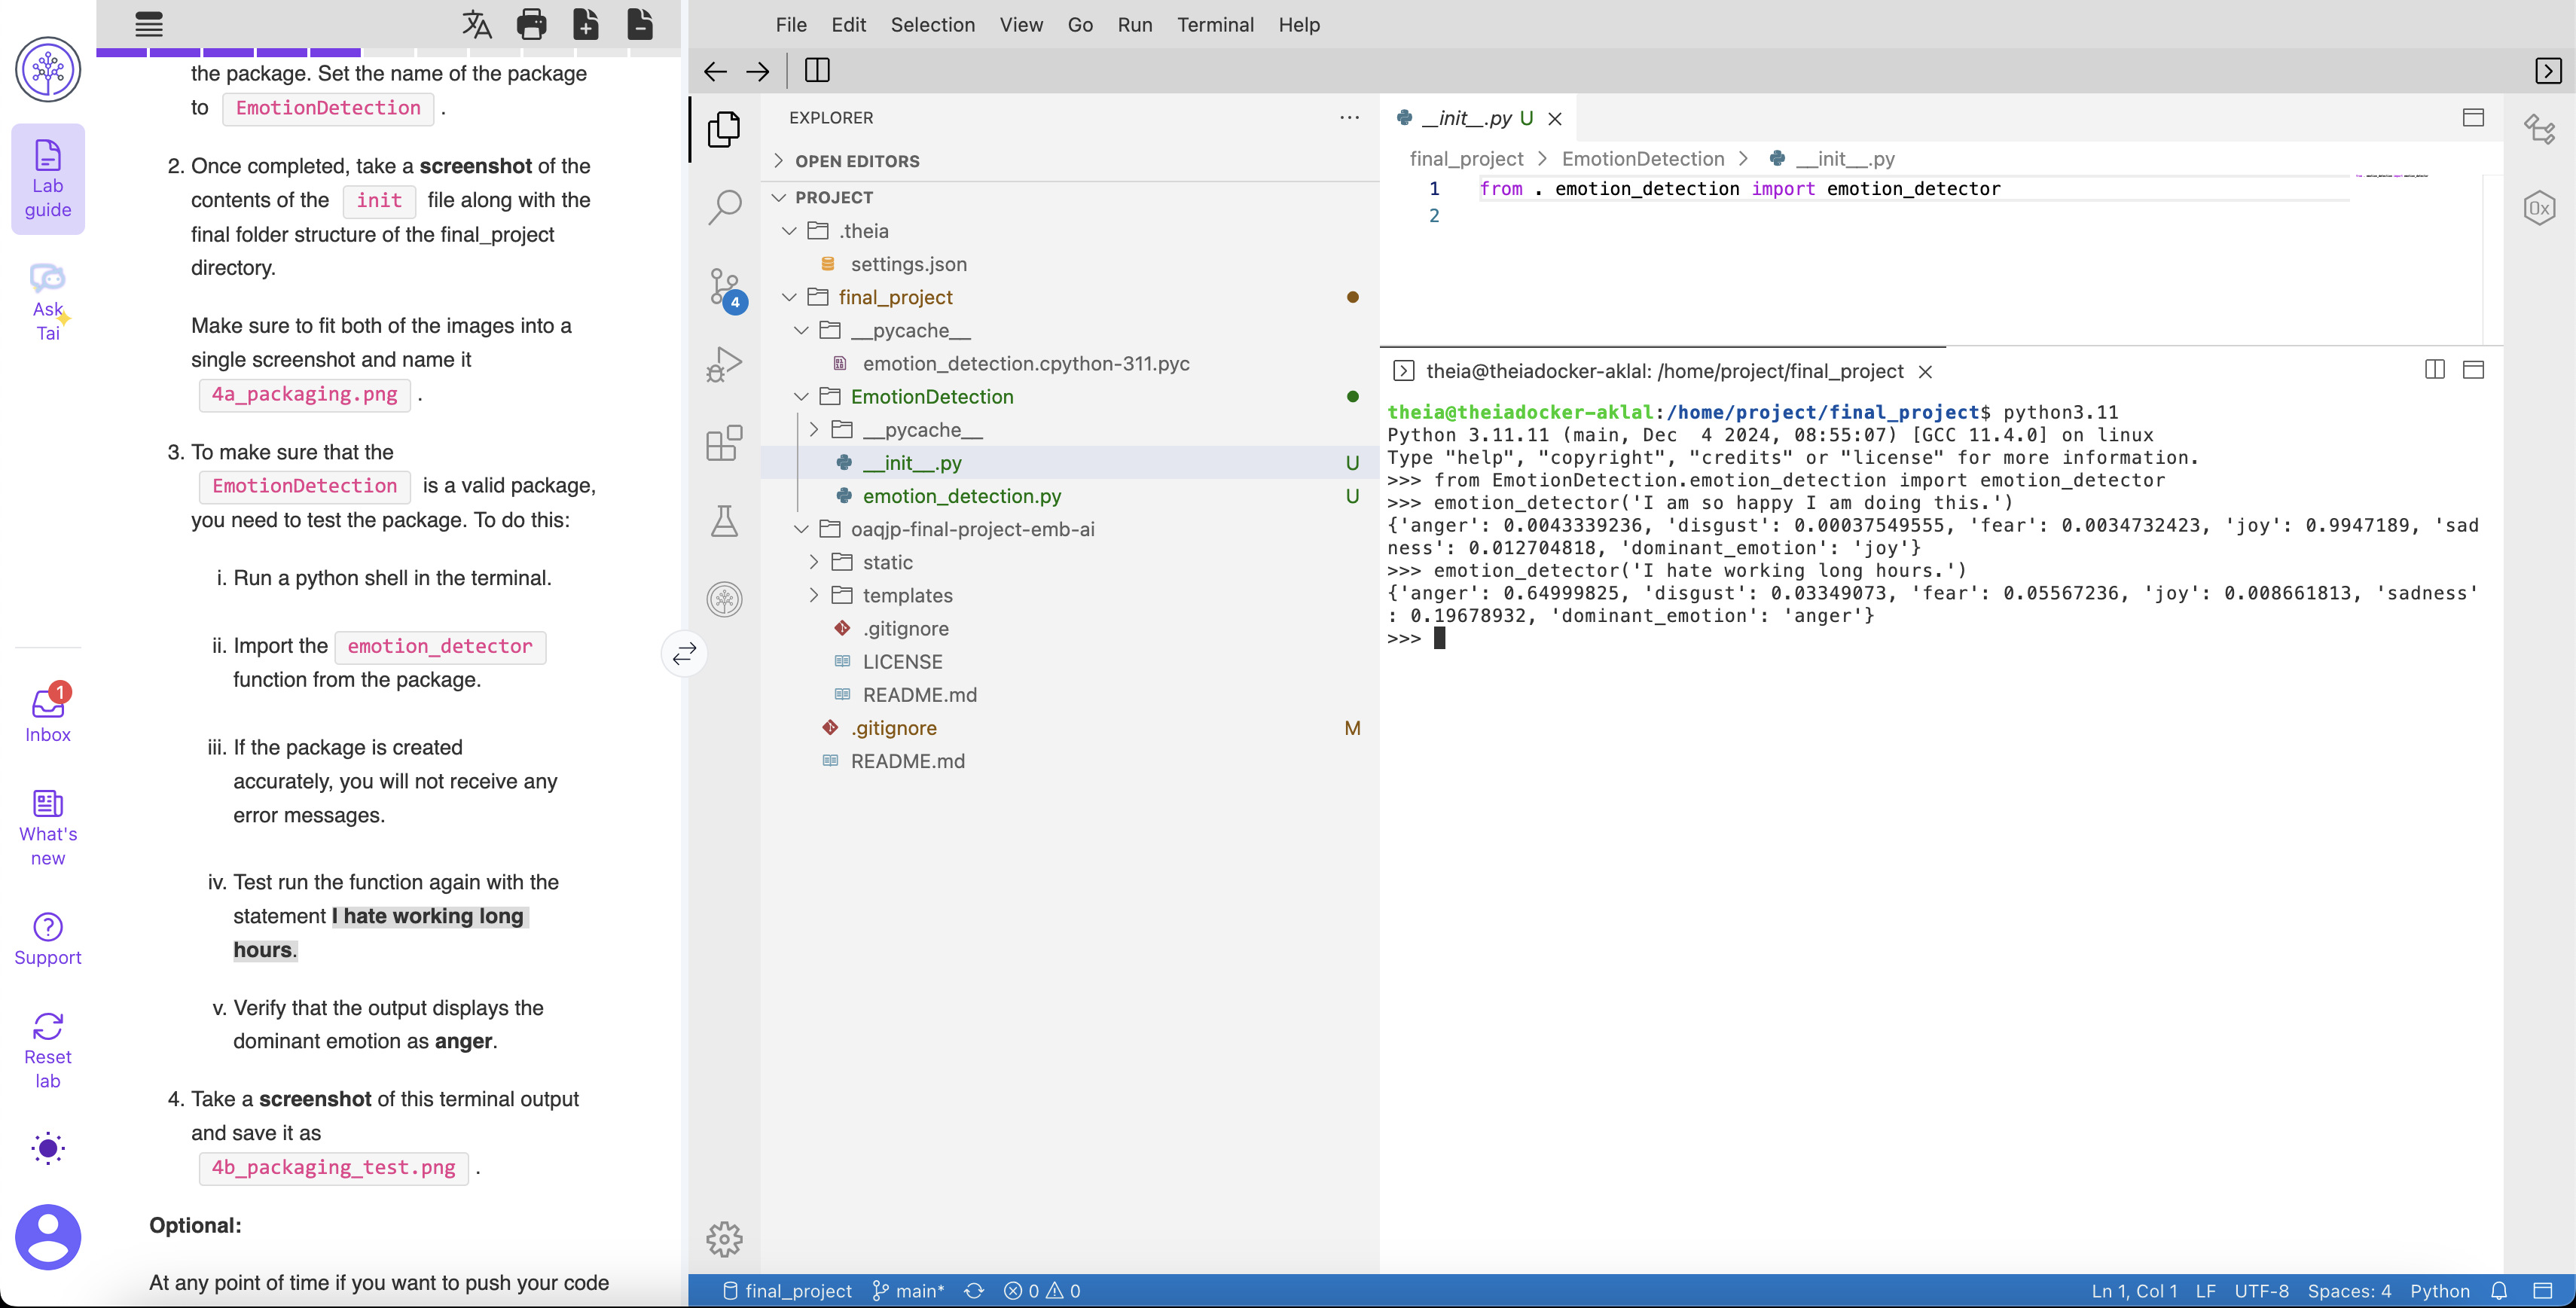 Lab
guide
Ask
Tai
1
Inbox
What's
new
Support
Reset
lab
the package. Set the name of the package
to EmotionDetection .
2. Once completed, take a screenshot of the
contents of the init file along with the
final folder structure of the final_project
directory.
Make sure to fit both of the images into a
single screenshot and name it
4a_packaging.png .
3. To make sure that the
EmotionDetection is a valid package,
you need to test the package. To do this:
i. Run a python shell in the terminal.
ii. Import the emotion_detector
function from the package.
iii. If the package is created
accurately, you will not receive any
error messages.
iv. Test run the function again with the
statement I hate working long
hours.
v. Verify that the output displays the
dominant emotion as anger.
4. Take a screenshot of this terminal output
and save it as
4b_packaging_test.png .
Optional:
At any point of time if you want to push your code
File Edit Selection View Go Run Terminal Help
4
EXPLORER
OPEN EDITORS
PROJECT
.theia
settings.json
final_project
__pycache__
emotion_detection.cpython-311.pyc
EmotionDetection
__pycache__
__init__.py U
emotion_detection.py U
oaqjp-final-project-emb-ai
static
templates
.gitignore
LICENSE
README.md
.gitignore M
README.md
__init__.py U
final_project > EmotionDetection > __init__.py
1 from . emotion_detection import emotion_detector
2
0x
theia@theiadocker-aklal: /home/project/final_project
theia@theiadocker-aklal:/home/project/final_project$ python3.11
Python 3.11.11 (main, Dec  4 2024, 08:55:07) [GCC 11.4.0] on linux
Type "help", "copyright", "credits" or "license" for more information.
>>> from EmotionDetection.emotion_detection import emotion_detector
>>> emotion_detector('I am so happy I am doing this.')
{'anger': 0.0043339236, 'disgust': 0.00037549555, 'fear': 0.0034732423, 'joy': 0.9947189, 'sad
ness': 0.012704818, 'dominant_emotion': 'joy'}
>>> emotion_detector('I hate working long hours.')
{'anger': 0.64999825, 'disgust': 0.03349073, 'fear': 0.05567236, 'joy': 0.008661813, 'sadness'
: 0.19678932, 'dominant_emotion': 'anger'}
>>>
final_project main* 0 0
Ln 1, Col 1 LF UTF-8 Spaces: 4 Python